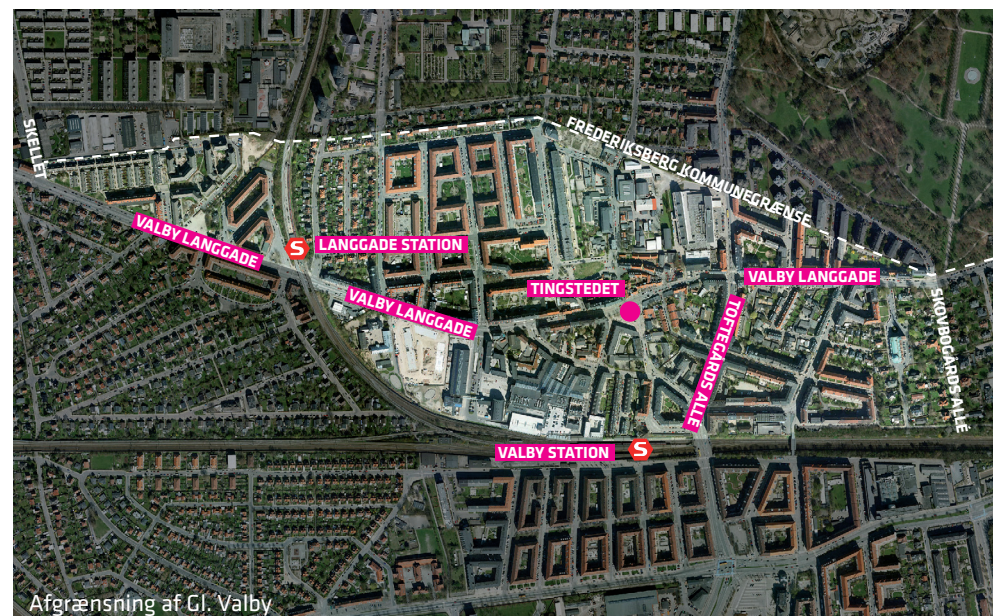 FREDERIKSBERG KOMMUNEGRÆNSE
SKELLET
VALBY LANGGADE
S
LANGGADE STATION
VALBY LANGGADE
TINGSTEDET
VALBY LANGGADE
TOFTEGÅRDS ALLÉ
SKOVBOGÅRDS ALLÉ
VALBY STATION
S
Afgrænsning af Gl. Valby